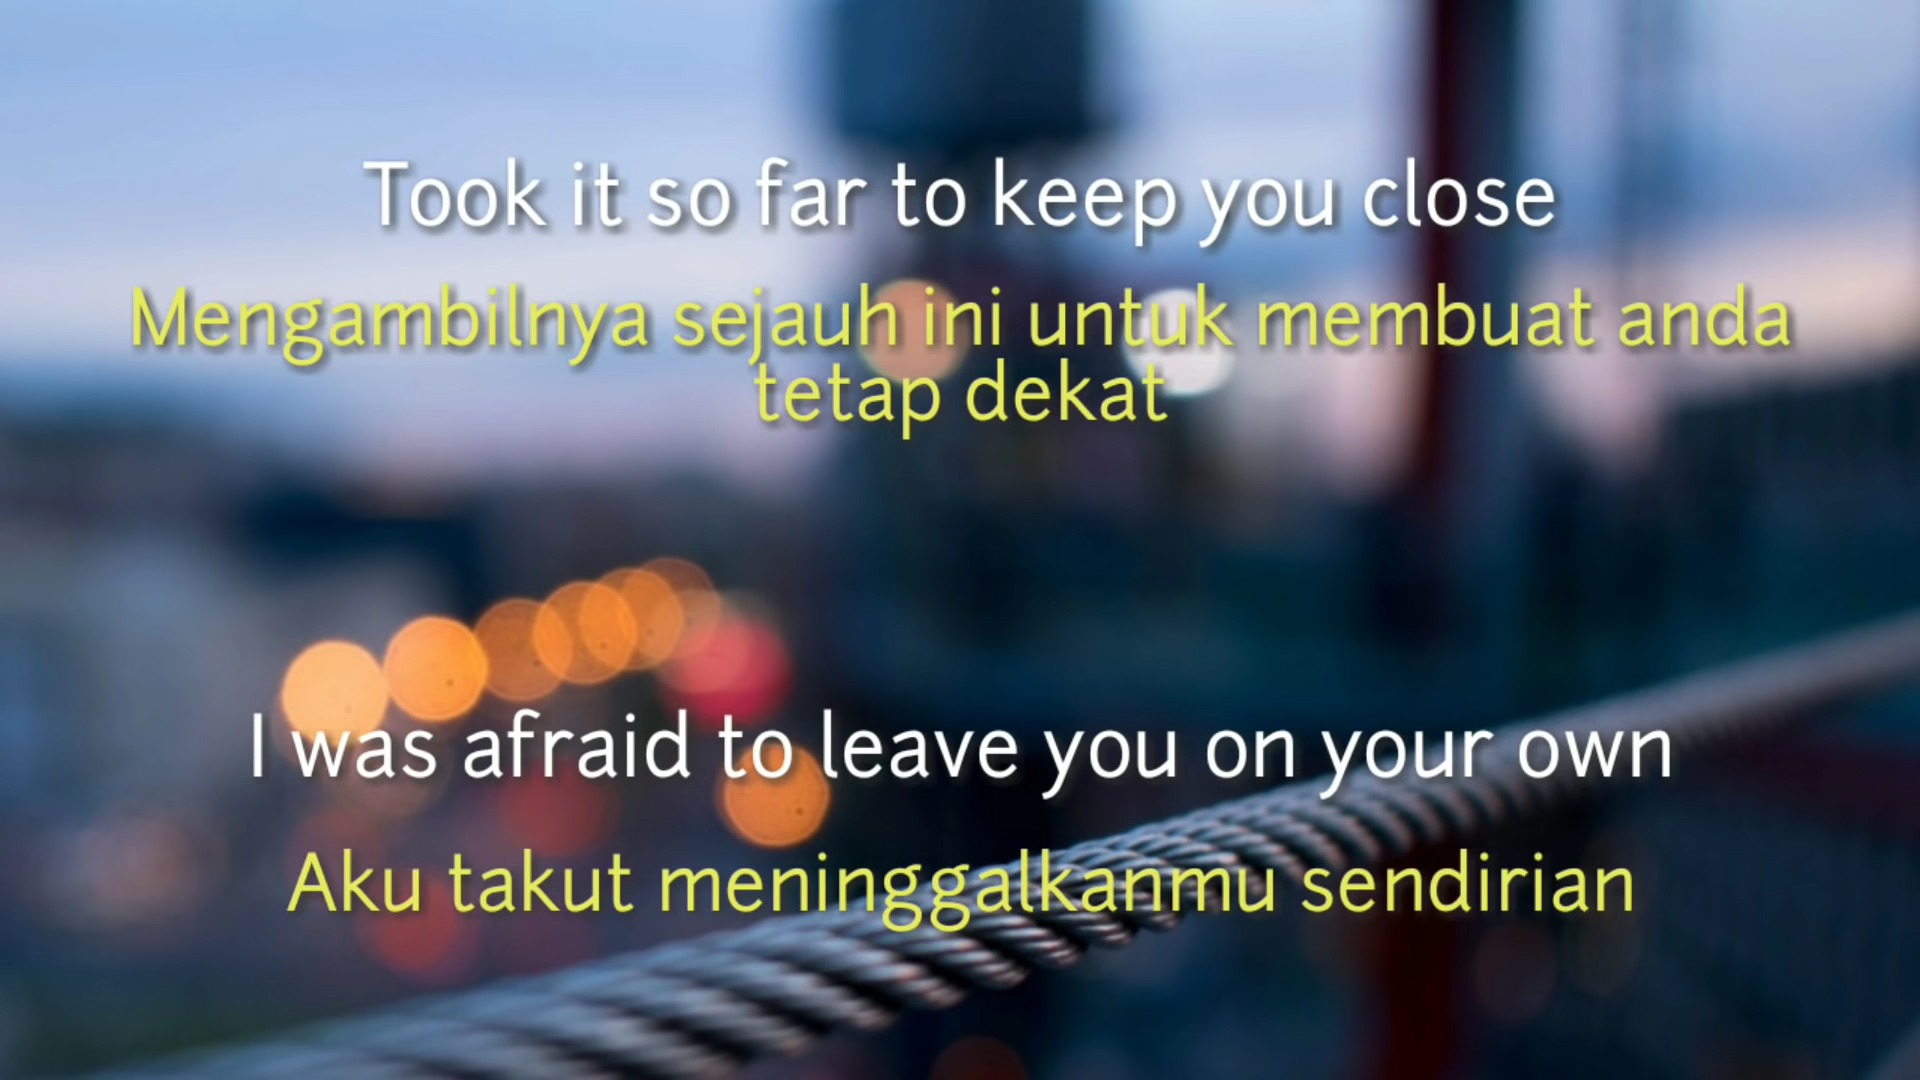 Took it so far to keep you close
Mengambilnya sejauh ini untuk membuat anda
tetap dekat
I was afraid to leave you on your own
Aku takut meninggalkanmu sendirian